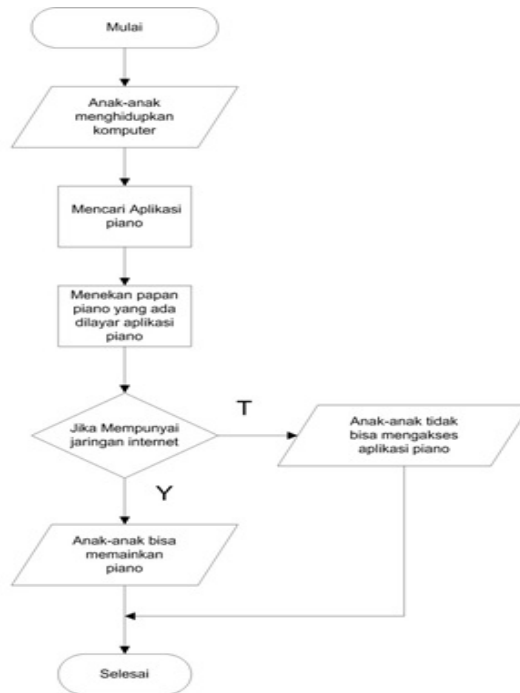 Mulai
Anak-anak
menghidupkan
komputer
Mencari Aplikasi
piano
Menekan papan
piano yang ada
dilayar aplikasi
piano
Jika Mempunyai
jaringan internet
T
Anak-anak tidak
bisa mengakses
aplikasi piano
Y
Anak-anak bisa
memainkan
piano
Selesai